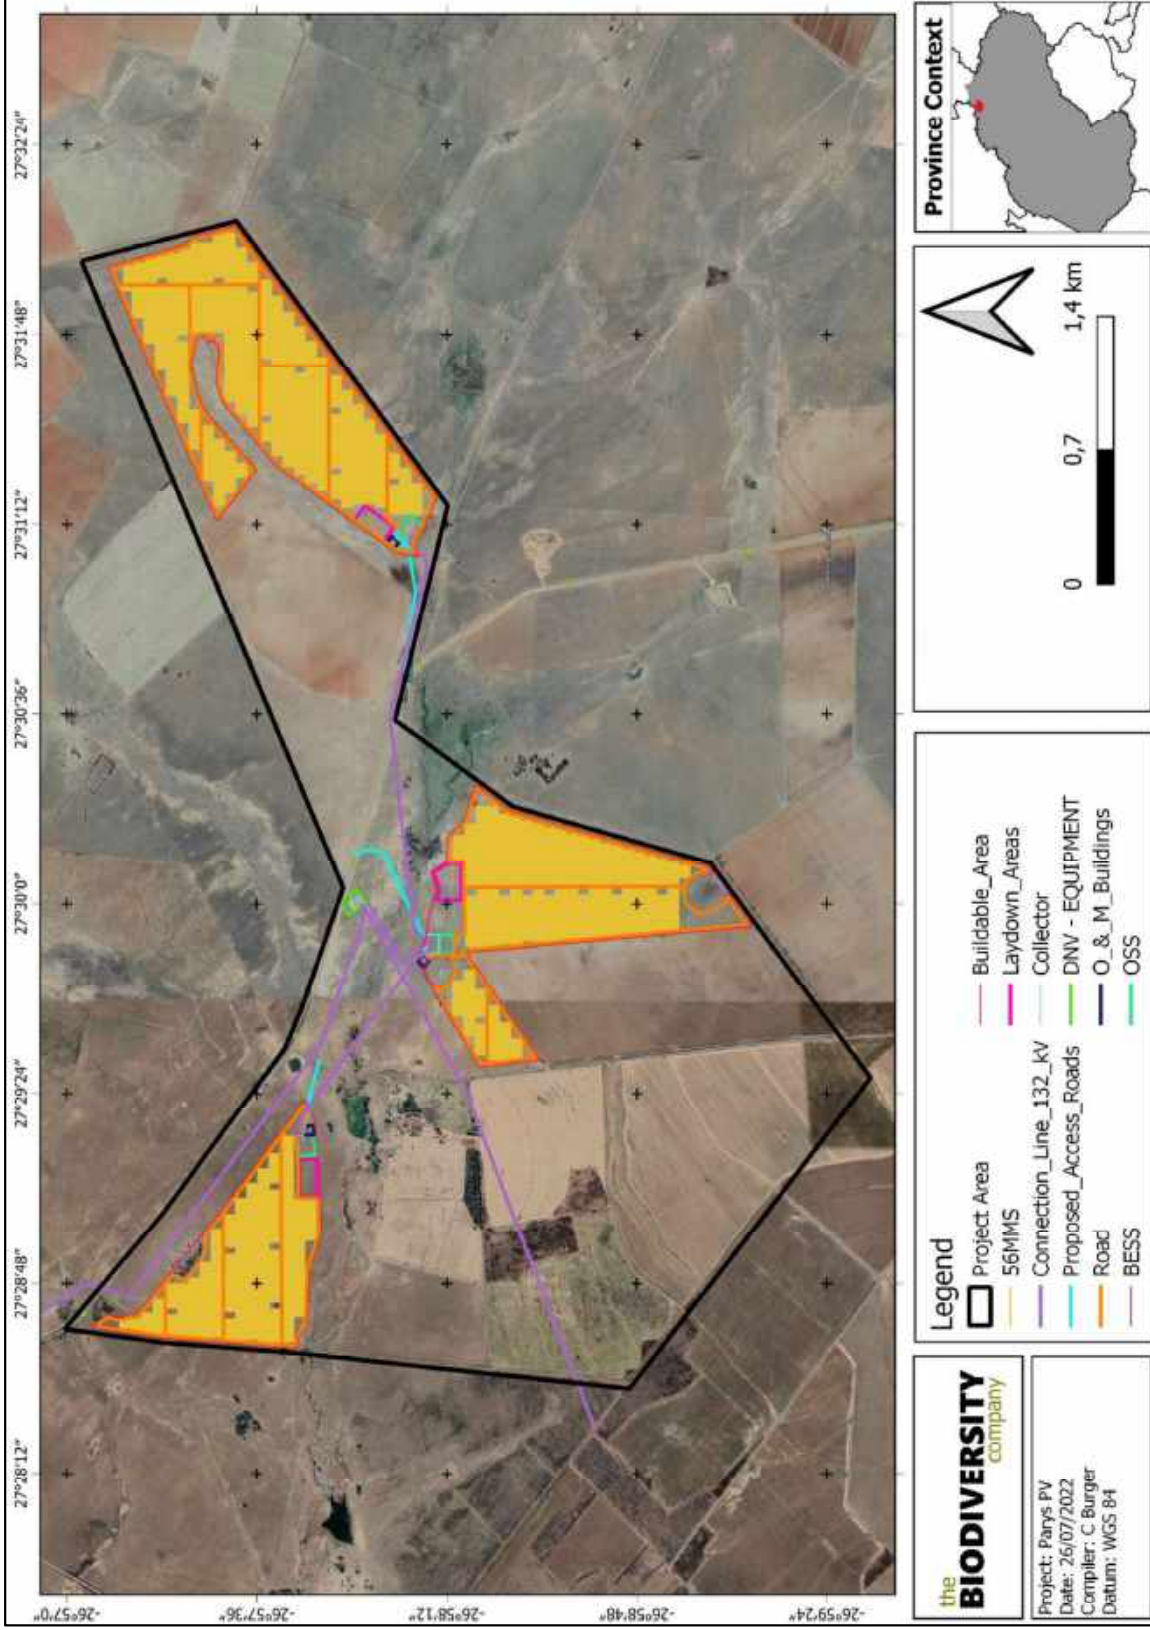 27°28'12"
27°28'48"
27°29'24"
27°30'0"
27°30'36"
27°31'12"
27°31'48"
27°32'24"
-26°57'0"
-26°57'36"
-26°58'12"
-26°58'48"
-26°59'24"
the
BIODIVERSITY
company
Project: Parys PV
Date: 26/07/2022
Compiler: C Burger
Datum: WGS 84
Legend
Project Area
56MMS
Connection_Line_132_kV
Proposed_Access_Roads
Road
BESS
Buildable_Area
Laydown_Areas
Collector
DNV - EQUIPMENT
O_&_M_Buildings
OSS
0
0,7
1,4 km
Province Context